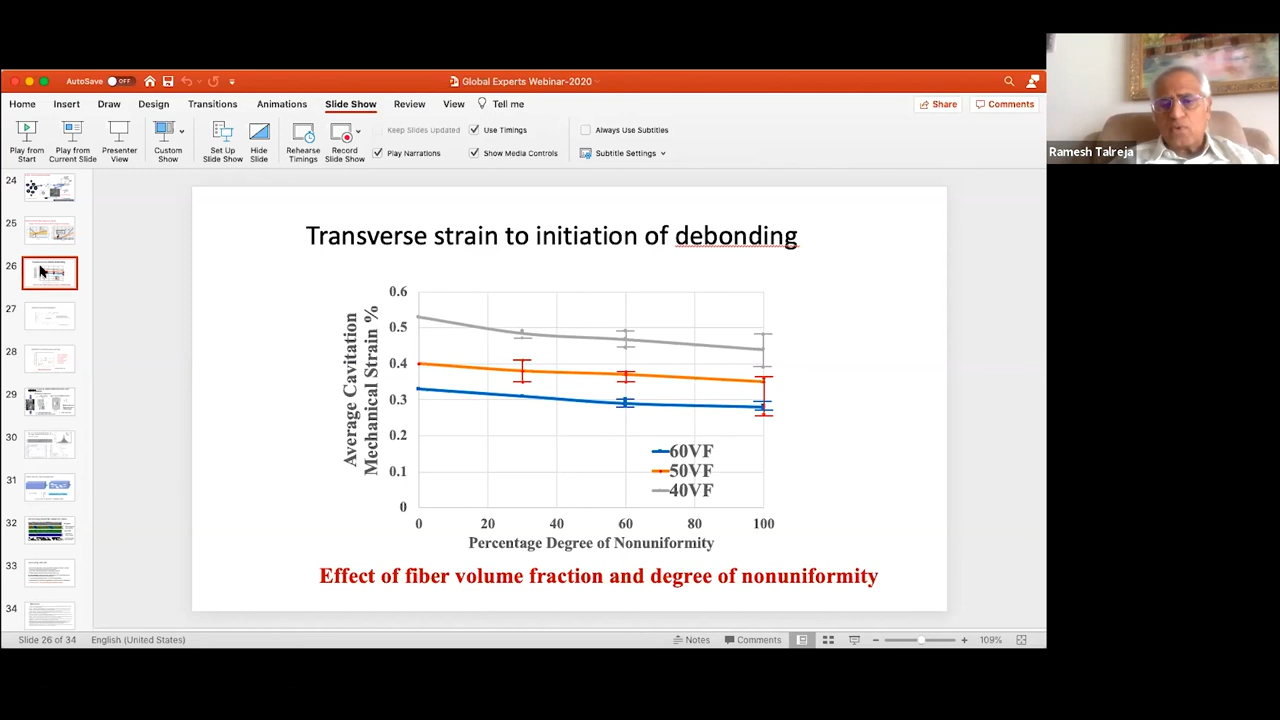 AutoSave OFF
Global Experts Webinar-2020
Home Insert Draw Design Transitions Animations Slide Show Review View Tell me
Share Comments
Play from Start
Play from Current Slide
Presenter View
Custom Show
Set Up Slide Show
Hide Slide
Rehearse Timings
Record Slide Show
Keep Slides Updated
Use Timings
Always Use Subtitles
Play Narrations
Show Media Controls
Subtitle Settings
Ramesh Talreja
24
25
26
27
28
29
30
31
32
33
34
Transverse strain to initiation of debonding
Average Cavitation
Mechanical Strain %
0.6
0.5
0.4
0.3
0.2
0.1
0
60VF
50VF
40VF
0 20 40 60 80 100
Percentage Degree of Nonuniformity
Effect of fiber volume fraction and degree of nonuniformity
Slide 26 of 34 English (United States) Notes Comments 109%